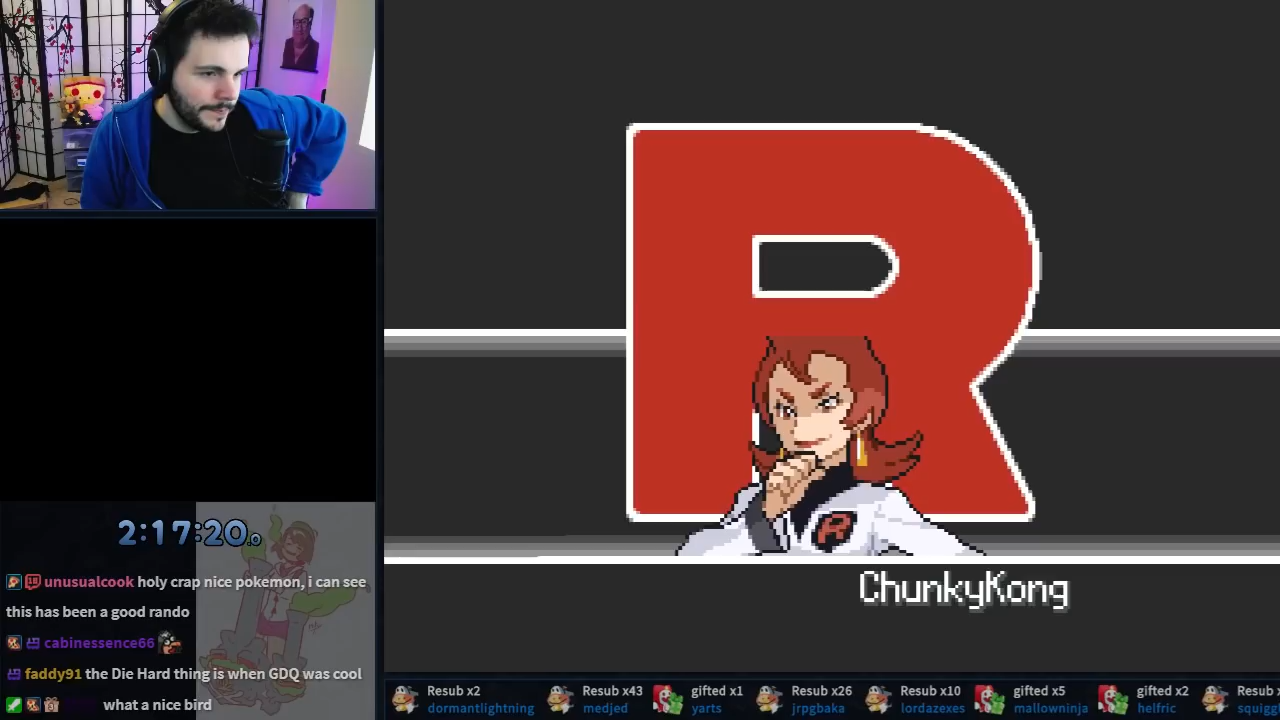 R
R
ChunkyKong
2:17:20.0
unusualcook holy crap nice pokemon, i can see
this has been a good rando
cabinessence66
faddy91 the Die Hard thing is when GDQ was cool
what a nice bird
Resub x2
dormantlightning
Resub x43
medjed
gifted x1
yarts
Resub x26
jrpgbaka
Resub x10
lordazexes
gifted x5
mallowninja
gifted x2
helfric
Resub x
squigg